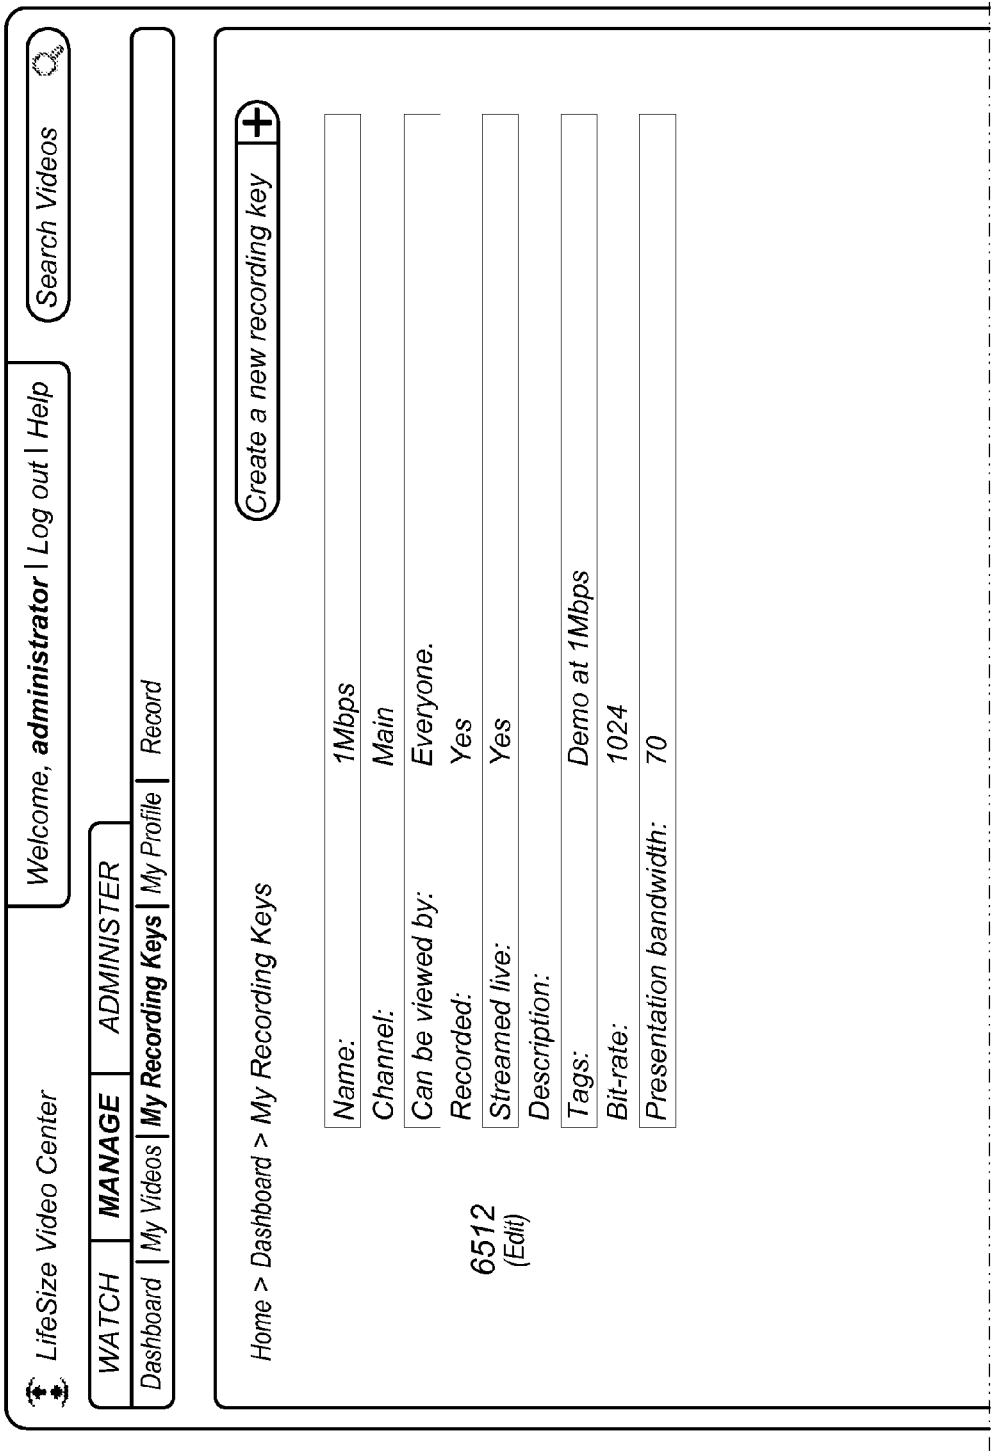 LifeSize Video Center
Welcome, administrator | Log out | Help
Search Videos
WATCH
MANAGE
ADMINISTER
Dashboard | My Videos | My Recording Keys | My Profile | Record
Home > Dashboard > My Recording Keys
Create a new recording key +
6512
(Edit)
Name: 1Mbps
Channel: Main
Can be viewed by: Everyone.
Recorded: Yes
Streamed live: Yes
Description:
Tags: Demo at 1Mbps
Bit-rate: 1024
Presentation bandwidth: 70